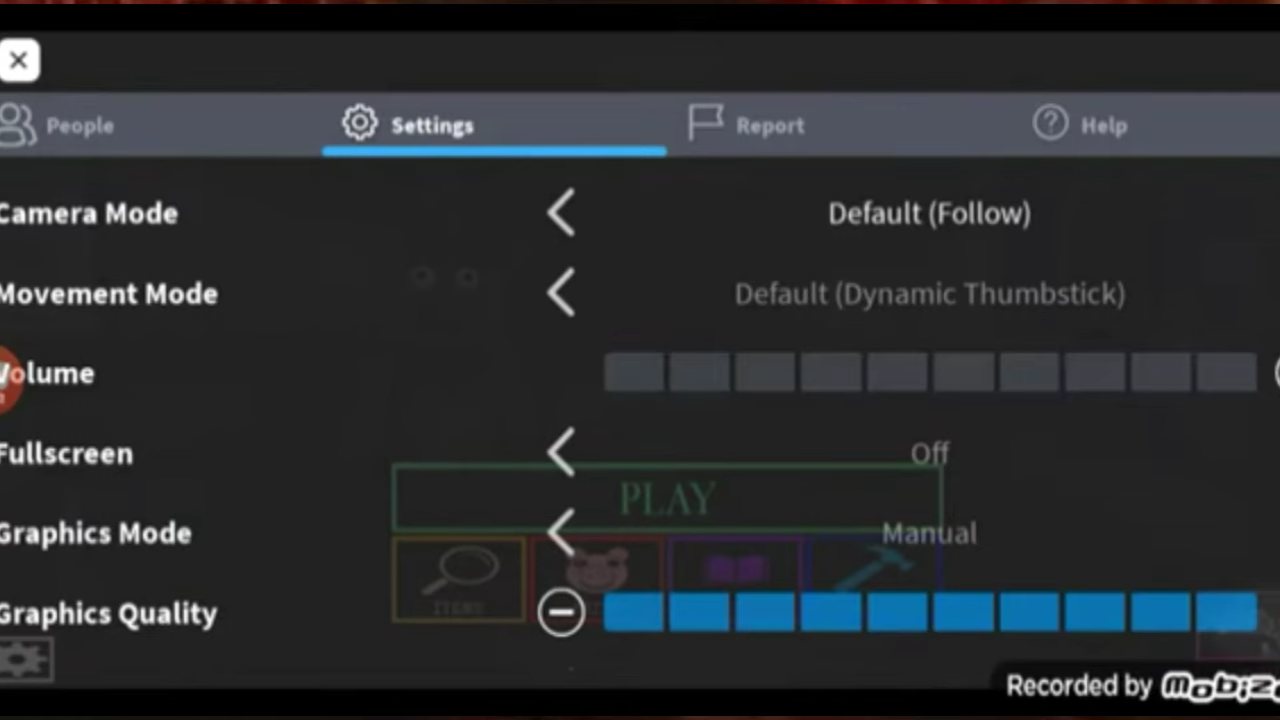 People Settings Report Help
Camera Mode Default (Follow)
Movement Mode Default (Dynamic Thumbstick)
Volume
Fullscreen Off
PLAY
Graphics Mode Manual
ITEMS
Graphics Quality
Recorded by